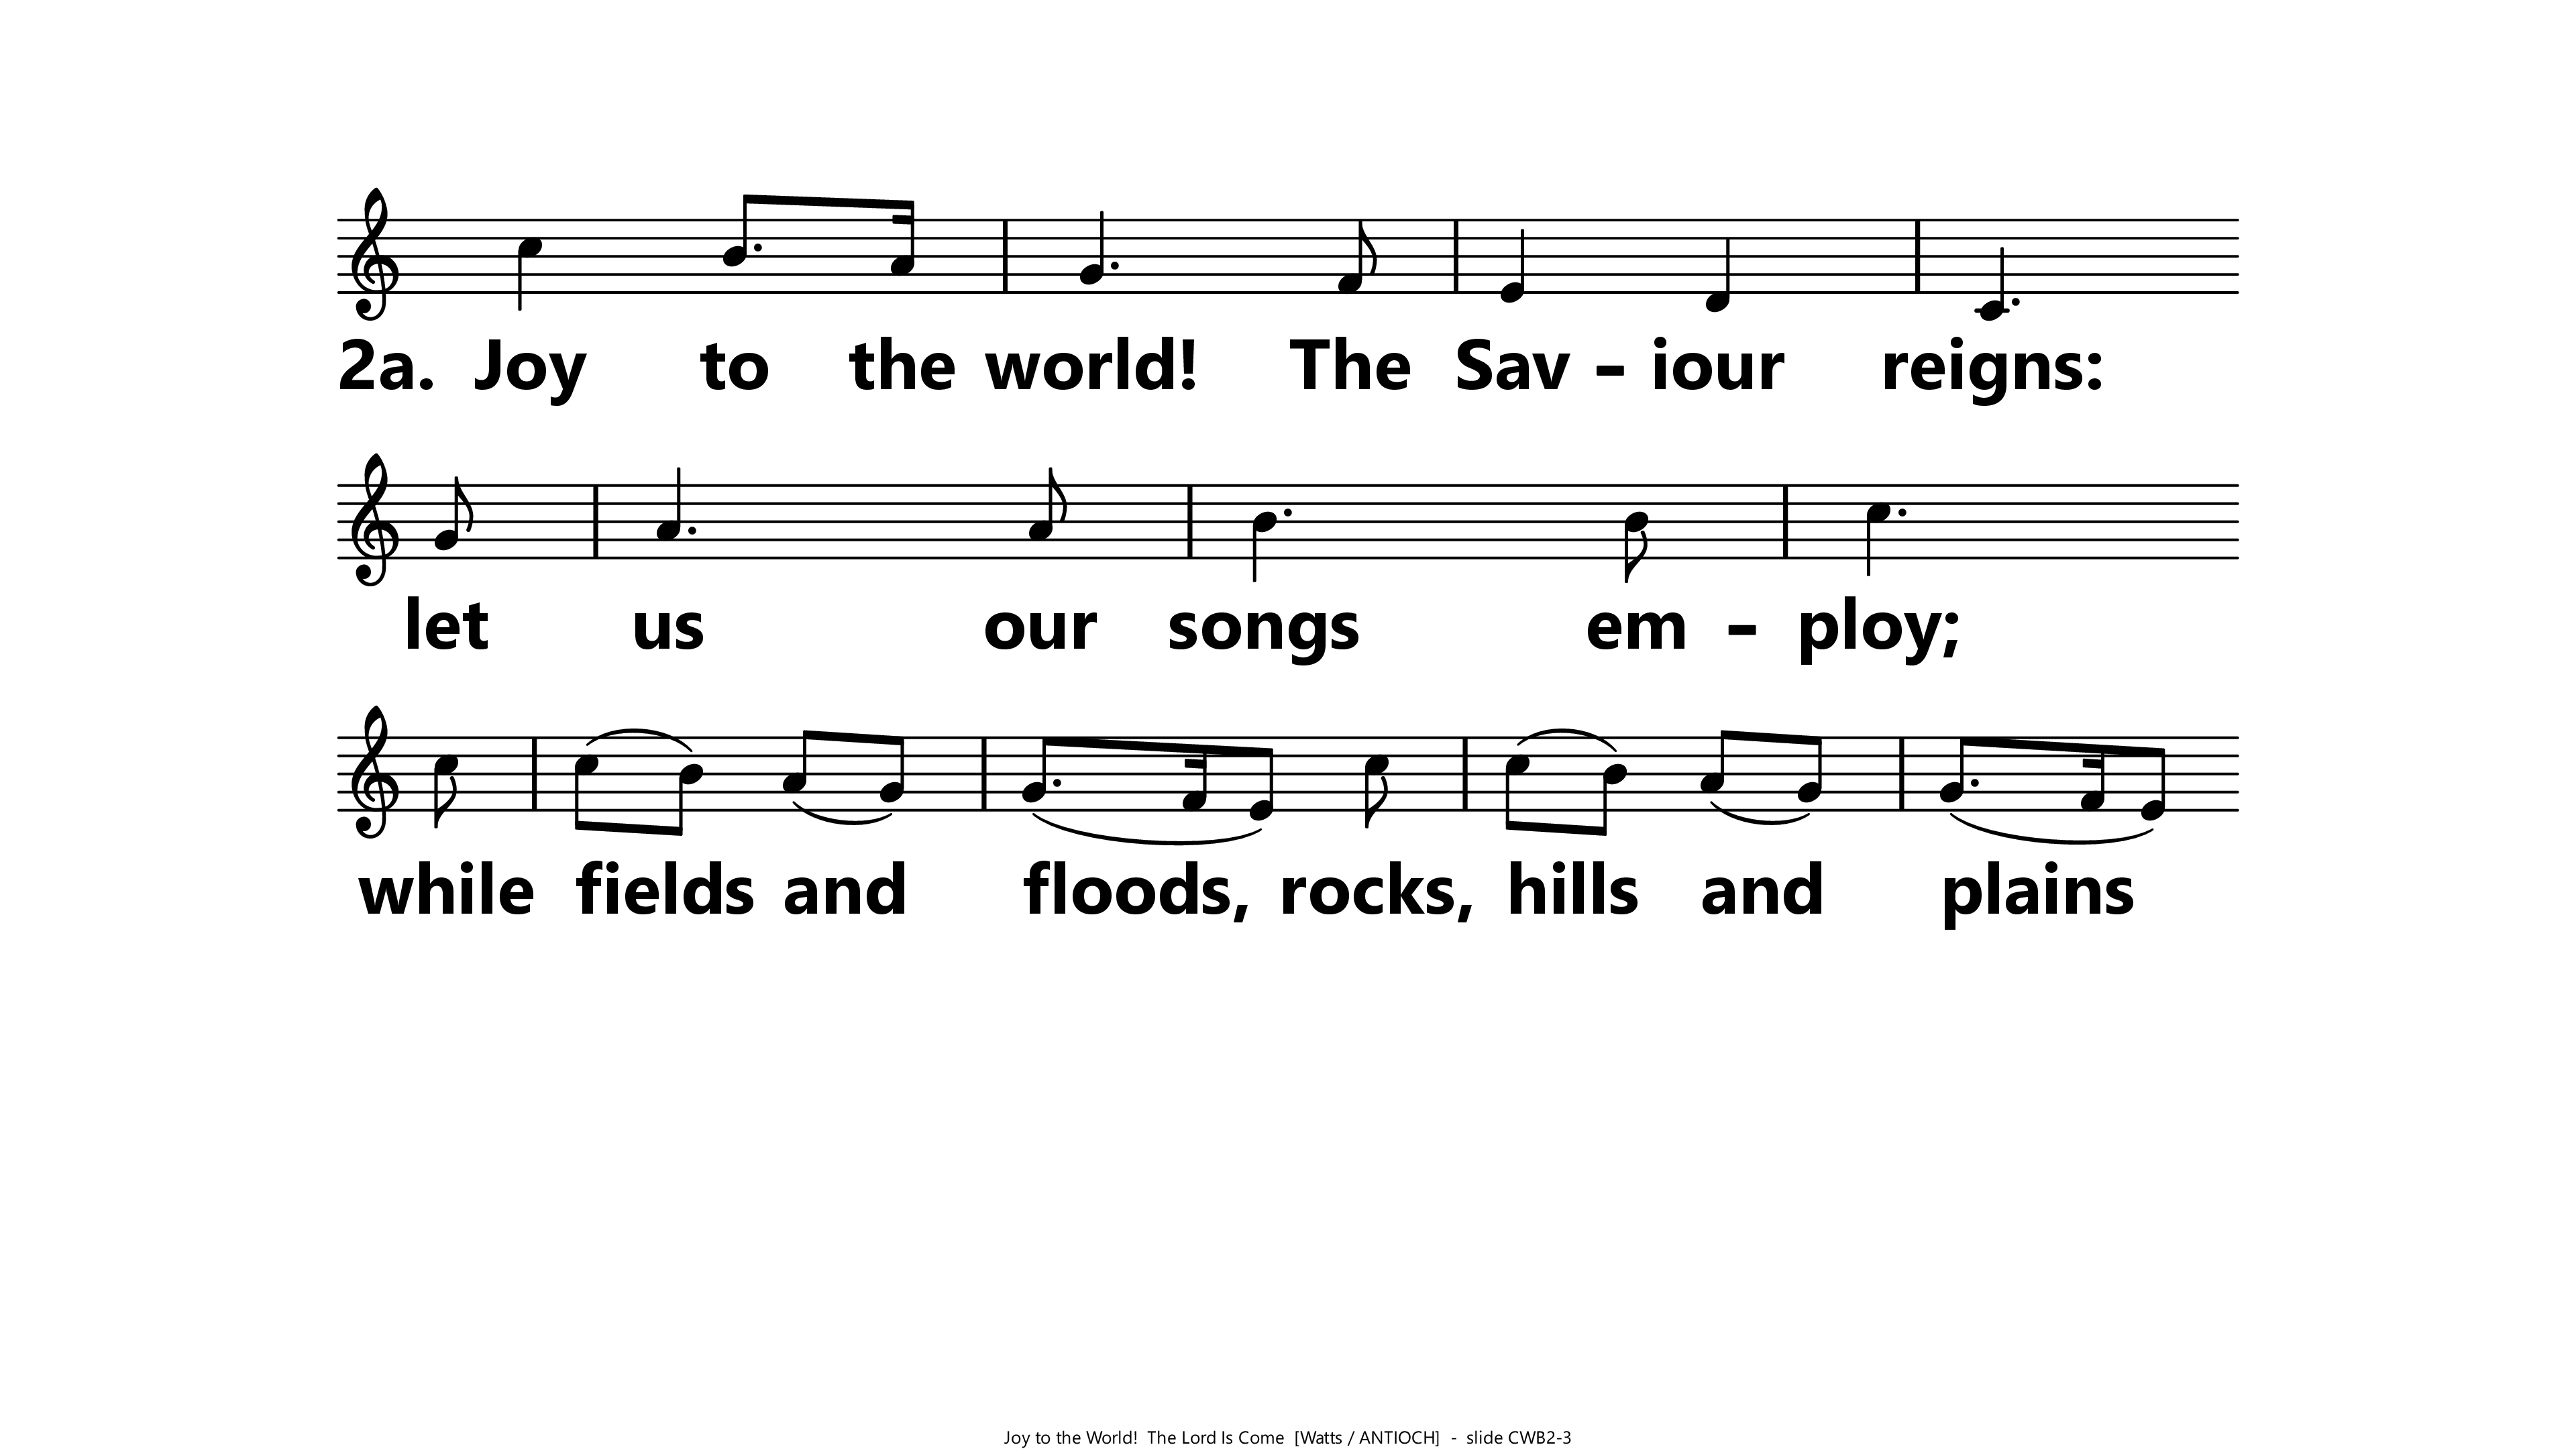 2a. Joy to the world! The Sav - iour reigns:
let us our songs em - ploy;
while fields and floods, rocks, hills and plains
Joy to the World! The Lord Is Come [Watts / ANTIOCH] - slide CWB2-3